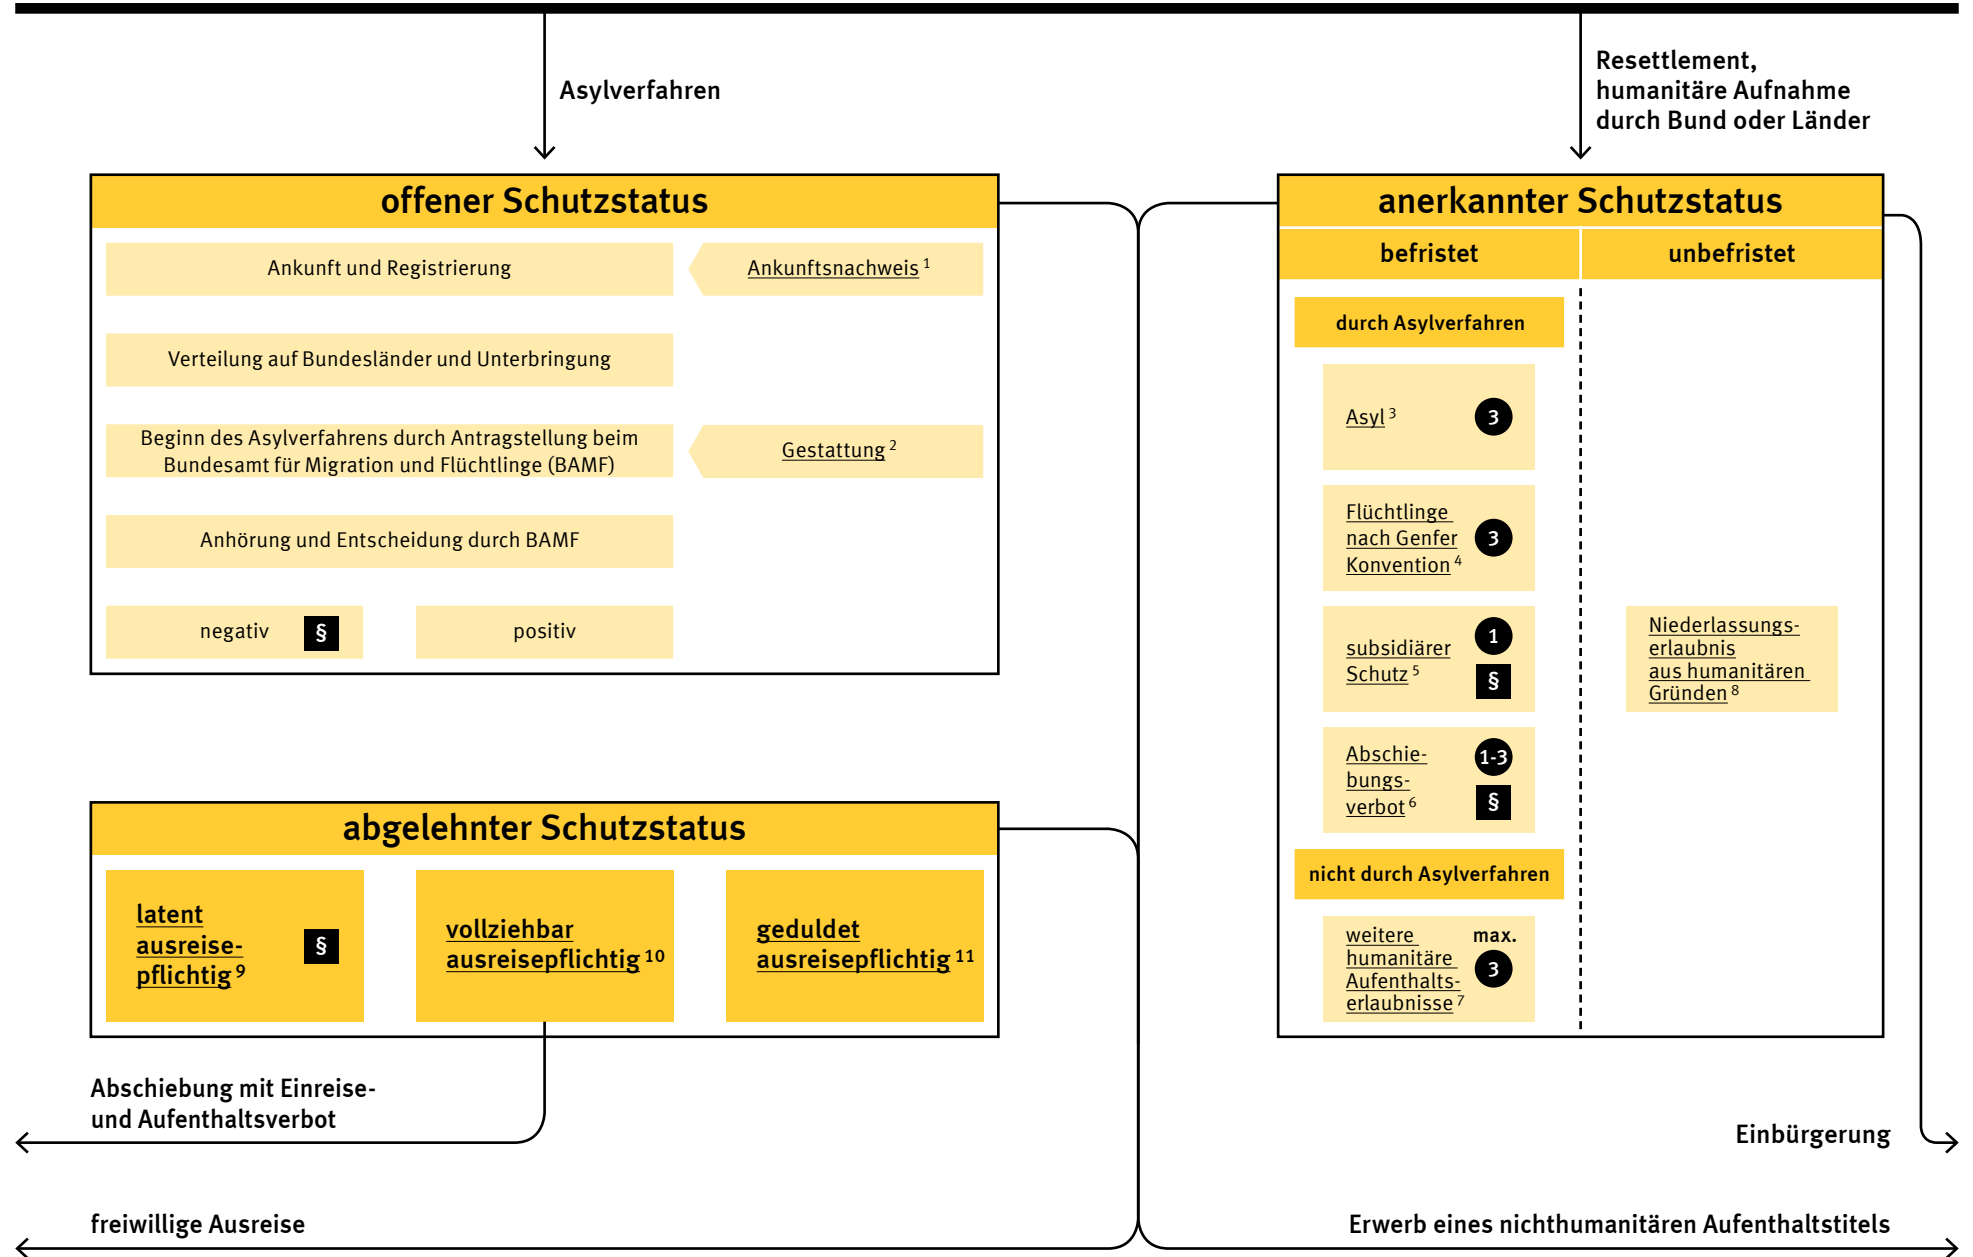 Asylverfahren
Resettlement,
humanitäre Aufnahme
durch Bund oder Länder
offener Schutzstatus
Ankunft und Registrierung
Ankunftsnachweis 1
Verteilung auf Bundesländer und Unterbringung
Beginn des Asylverfahrens durch Antragstellung beim
Bundesamt für Migration und Flüchtlinge (BAMF)
Gestattung 2
Anhörung und Entscheidung durch BAMF
negativ §
positiv
abgelehnter Schutzstatus
latent
ausreise-
pflichtig 9
§
vollziehbar
ausreisepflichtig 10
geduldet
ausreisepflichtig 11
Abschiebung mit Einreise-
und Aufenthaltsverbot
freiwillige Ausreise
anerkannter Schutzstatus
befristet
unbefristet
durch Asylverfahren
Asyl 3
3
Flüchtlinge
nach Genfer
Konvention 4
3
subsidiärer
Schutz 5
1
§
Abschie-
bungs-
verbot 6
1-3
§
nicht durch Asylverfahren
weitere
humanitäre
Aufenthalts-
erlaubnisse 7
max.
3
Niederlassungs-
erlaubnis
aus humanitären
Gründen 8
Einbürgerung
Erwerb eines nichthumanitären Aufenthaltstitels